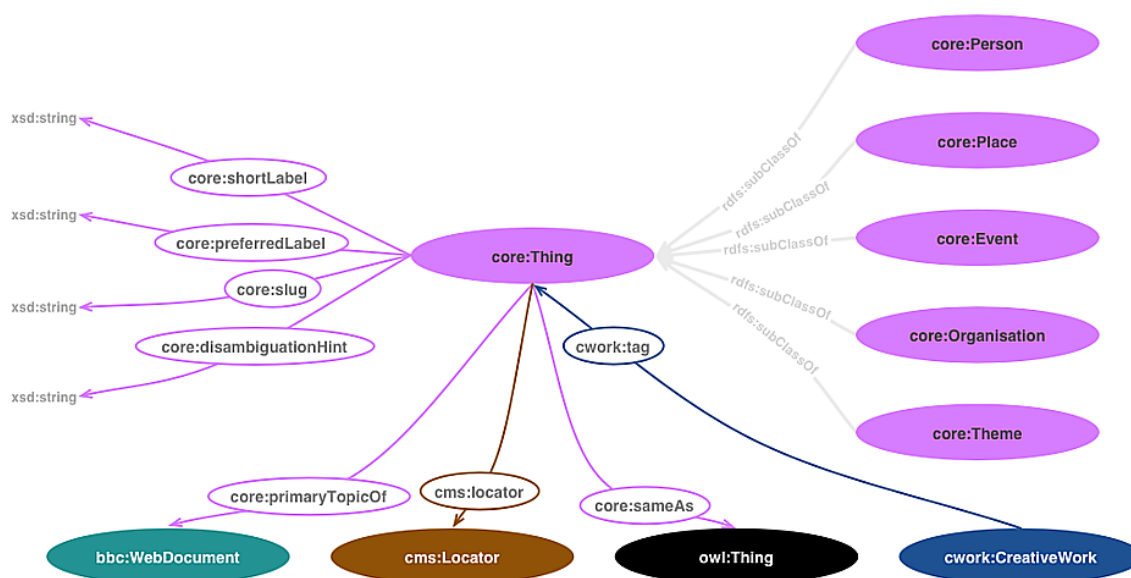 core:Person
xsd:string
core:Place
rdfs:subClassOf
core:shortLabel
rdfs:subClassOf
xsd:string
core:preferredLabel
core:Event
rdfs:subClassOf
core:Thing
core:slug
rdfs:subClassOf
xsd:string
core:disambiguationHint
cwork:tag
core:Organisation
rdfs:subClassOf
xsd:string
core:Theme
core:primaryTopicOf
cms:locator
core:sameAs
bbc:WebDocument
cms:Locator
owl:Thing
cwork:CreativeWork